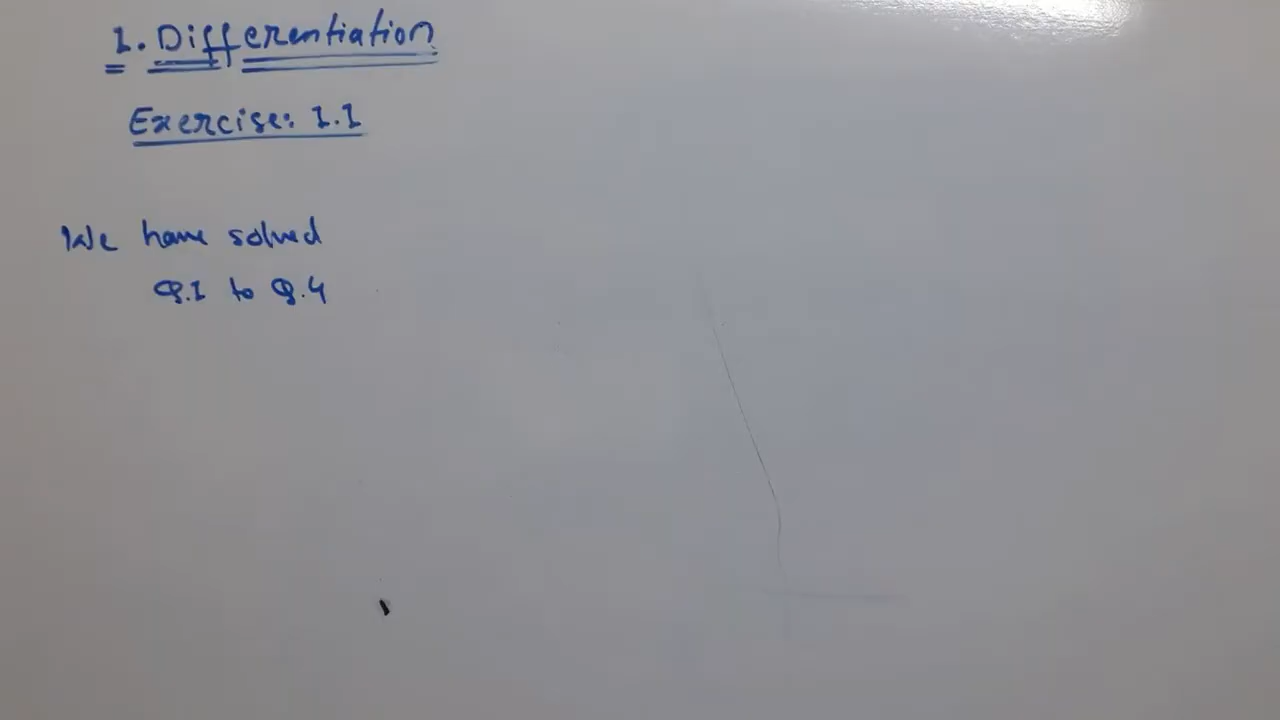 1. Differentiation
Exercise: 1.1
We have solved
Q.1 to Q.4